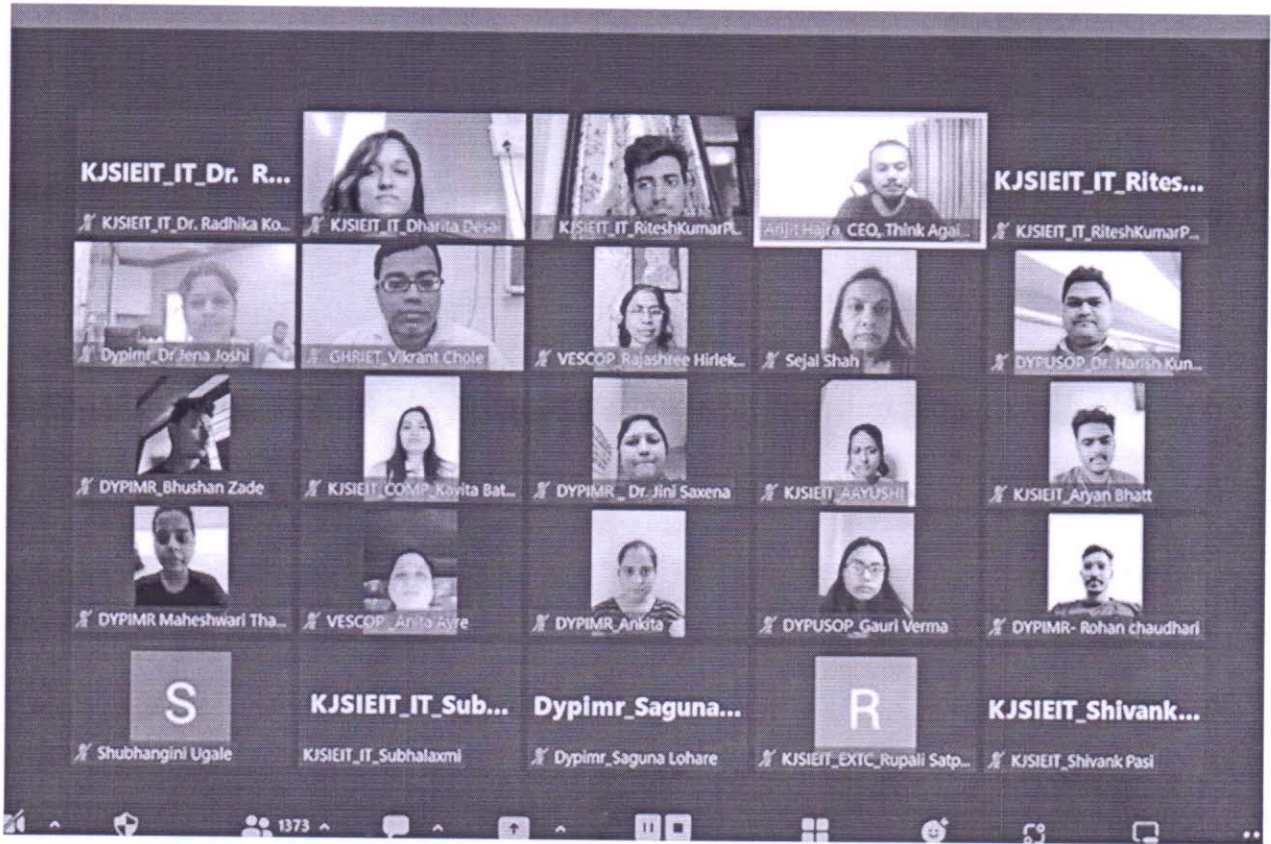 KJSIEIT_IT_Dr. R...
KJSIEIT_IT_Dr. Radhika Ko...
KJSIEIT_IT_Dharita Desai
KJSIEIT_IT_RiteshKumarP...
Arijit Hajra, CEO, Think Agai...
KJSIEIT_IT_Rites...
KJSIEIT_IT_RiteshKumarP...
Dypimr_Dr Jena Joshi
GHRIET_Vikrant Chole
VESCOP_Rajashree Hirlek...
Sejal Shah
DYPUSOP_Dr. Harish Kun...
DYPIMR_Bhushan Zade
KJSIEIT_COMP_Kavita Bat...
DYPIMR _ Dr. Jini Saxena
KJSIEIT_AAYUSHI
KJSIEIT_Aryan Bhatt
DYPIMR Maheshwari Tha...
VESCOP _Anita Ayre
DYPIMR_Ankita
DYPUSOP_Gauri Verma
DYPIMR- Rohan chaudhari
S
Shubhangini Ugale
KJSIEIT_IT_Sub...
KJSIEIT_IT_Subhalaxmi
Dypimr_Saguna...
Dypimr_Saguna Lohare
R
KJSIEIT_EXTC_Rupali Satp...
KJSIEIT_Shivank...
KJSIEIT_Shivank Pasi
1373